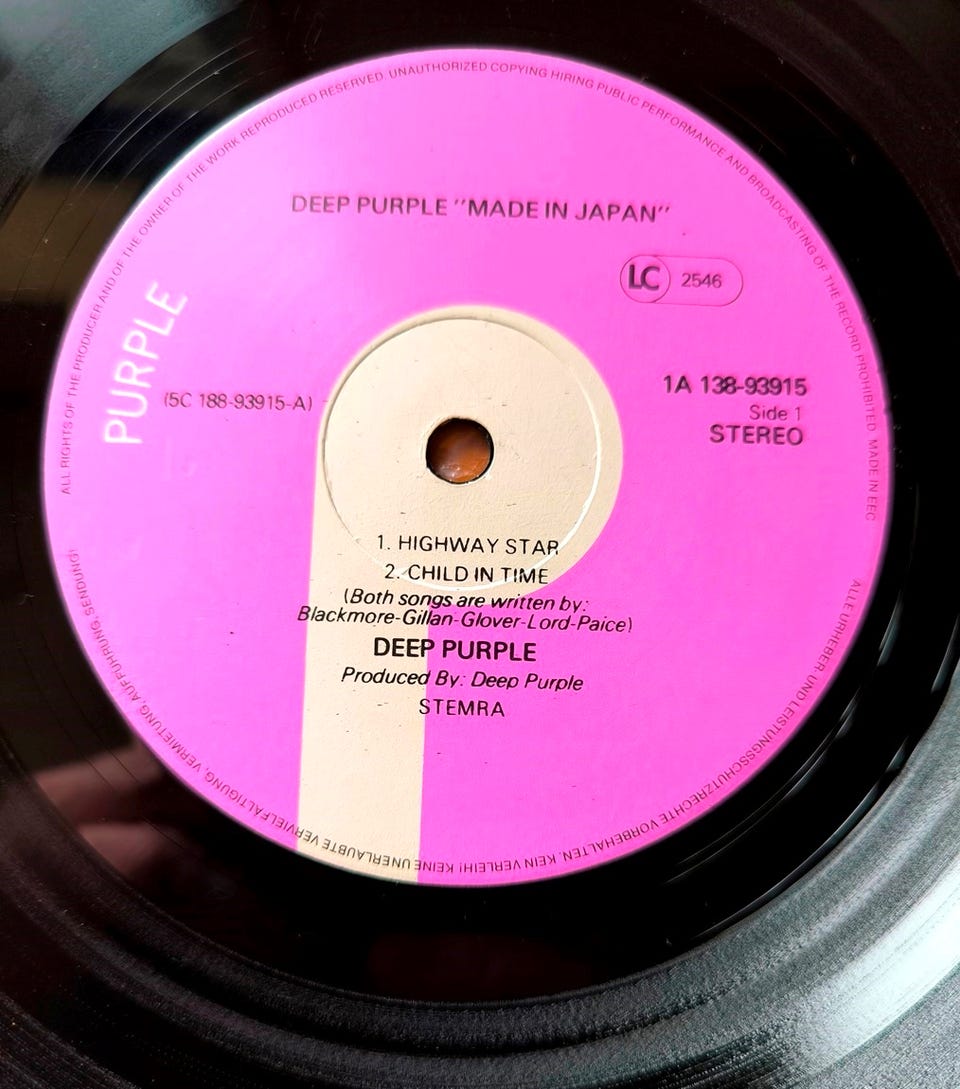 ALL RIGHTS OF THE PRODUCER AND OF THE OWNER OF THE WORK REPRODUCED RESERVED. UNAUTHORIZED COPYING HIRING PUBLIC PERFORMANCE AND BROADCASTING OF THE RECORD PROHIBITED MADE IN EEC
DEEP PURPLE "MADE IN JAPAN"
LC 2546
PURPLE
(5C 188-93915-A)
1A 138-93915
Side 1
STEREO
1. HIGHWAY STAR
2. CHILD IN TIME
(Both songs are written by:
Blackmore-Gillan-Glover-Lord-Paice)
DEEP PURPLE
Produced By: Deep Purple
STEMRA
ALLE URHEBER- UND LEISTUNGSSCHUTZRECHTE VORBEHALTEN. KEIN VERLEIH! KEINE UNERLAUBTE VERVIELFÄLTIGUNG, VERMIETUNG, AUFFÜHRUNG, SENDUNG!